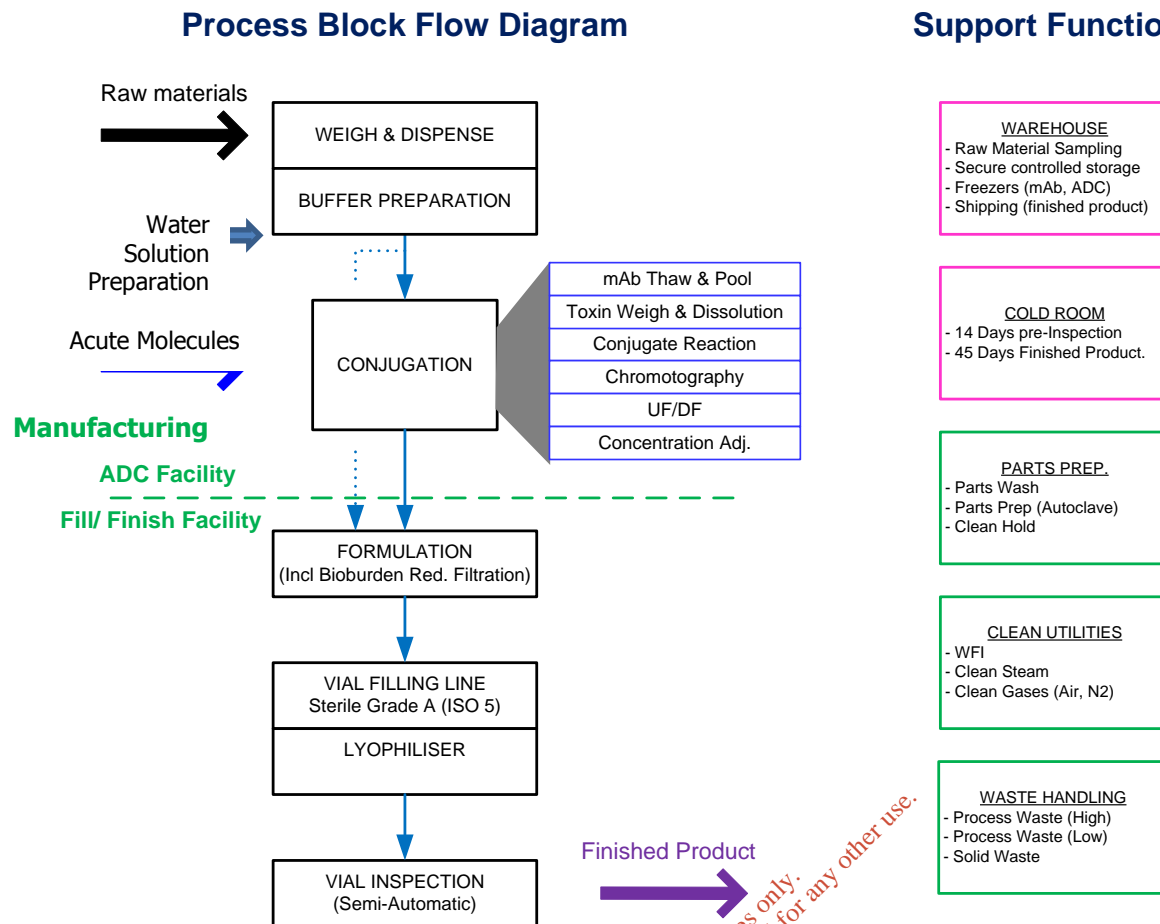 Process Block Flow Diagram
Support Functio
Raw materials
WEIGH & DISPENSE
BUFFER PREPARATION
Water
Solution
Preparation
Acute Molecules
CONJUGATION
mAb Thaw & Pool
Toxin Weigh & Dissolution
Conjugate Reaction
Chromotography
UF/DF
Concentration Adj.
Manufacturing
ADC Facility
Fill/ Finish Facility
FORMULATION
(Incl Bioburden Red. Filtration)
VIAL FILLING LINE
Sterile Grade A (ISO 5)
LYOPHILISER
VIAL INSPECTION
(Semi-Automatic)
Finished Product
WAREHOUSE
- Raw Material Sampling
- Secure controlled storage
- Freezers (mAb, ADC)
- Shipping (finished product)
COLD ROOM
- 14 Days pre-Inspection
- 45 Days Finished Product.
PARTS PREP.
- Parts Wash
- Parts Prep (Autoclave)
- Clean Hold
CLEAN UTILITIES
- WFI
- Clean Steam
- Clean Gases (Air, N2)
WASTE HANDLING
- Process Waste (High)
- Process Waste (Low)
- Solid Waste
es only.
for any other use.